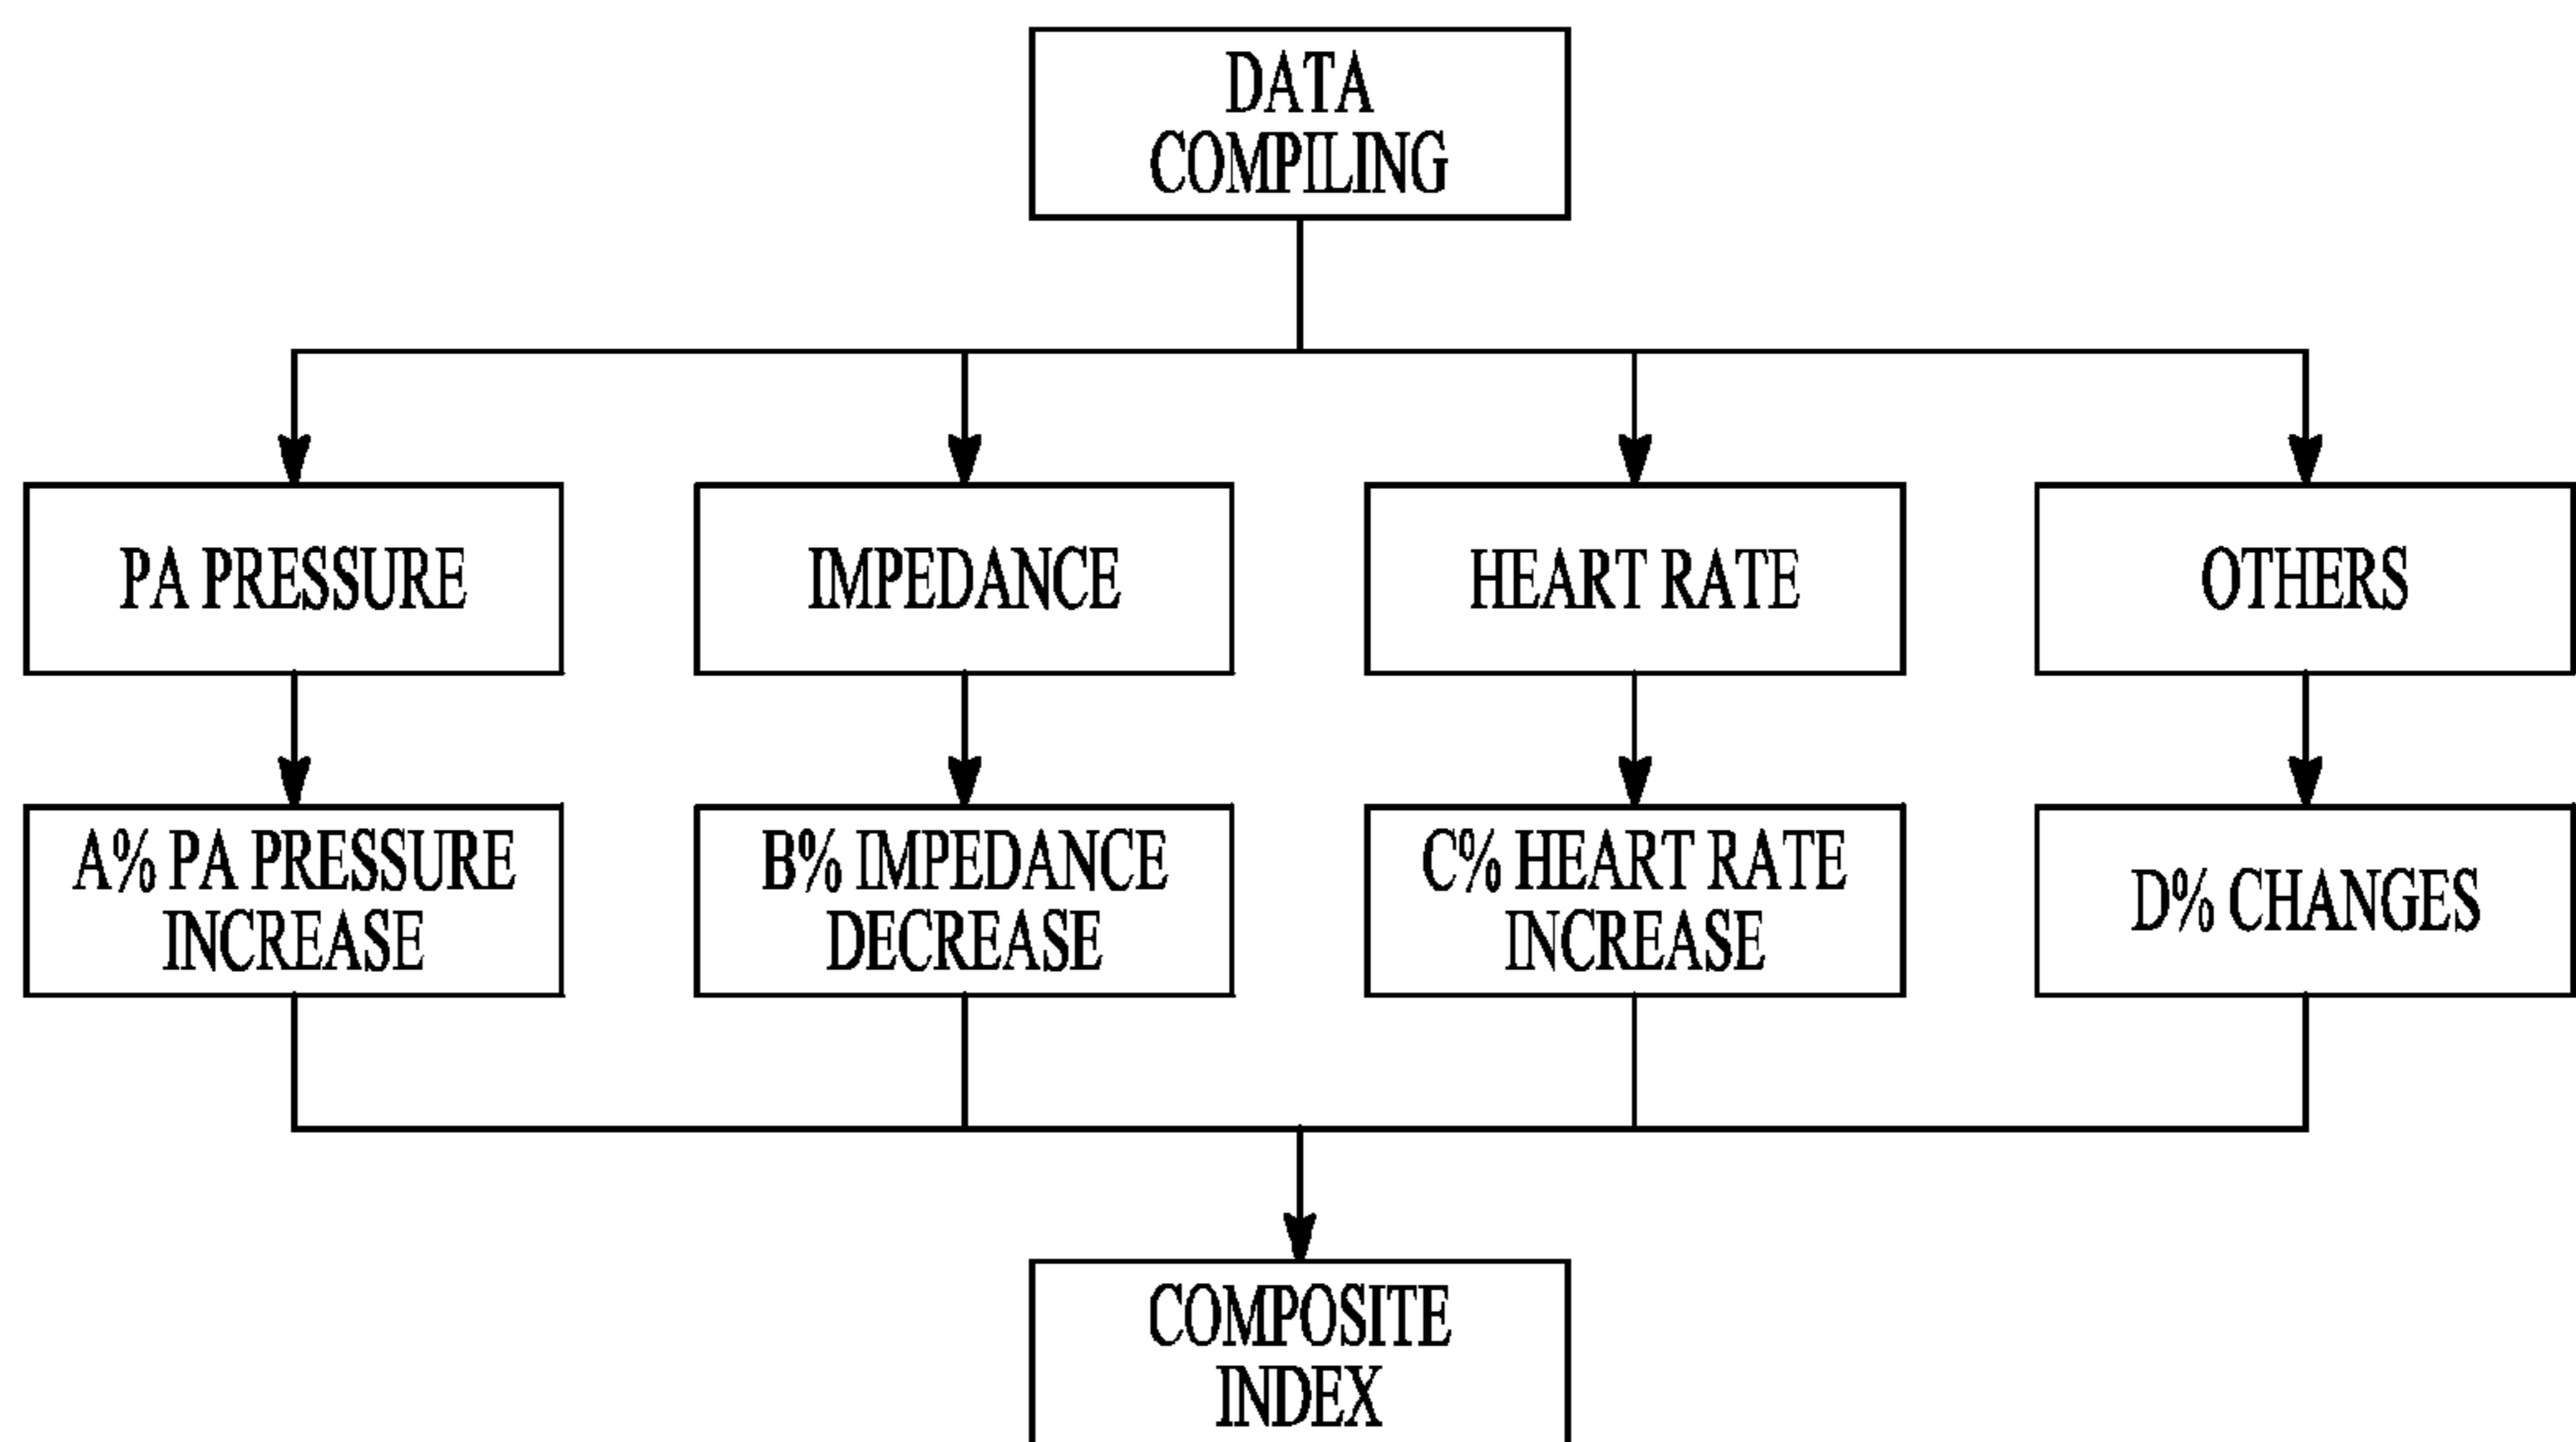 DATA
COMPILING
PA PRESSURE
IMPEDANCE
HEART RATE
OTHERS
A% PA PRESSURE
INCREASE
B% IMPEDANCE
DECREASE
C% HEART RATE
INCREASE
D% CHANGES
COMPOSITE
INDEX